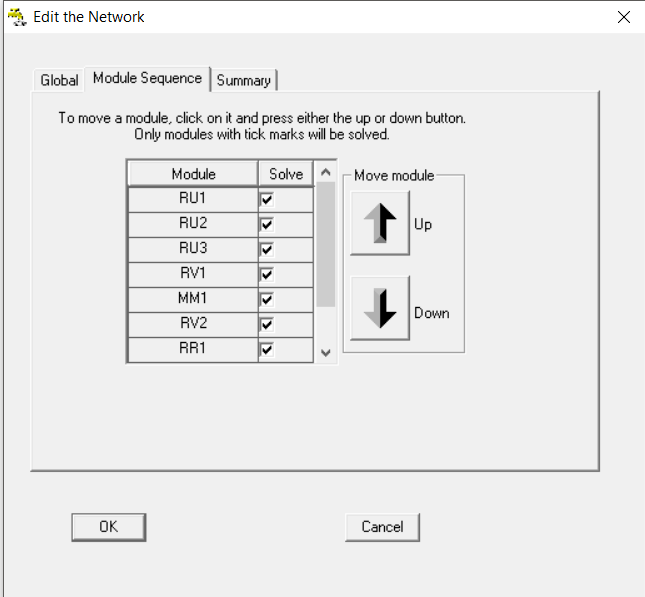 Edit the Network
Global Module Sequence Summary
To move a module, click on it and press either the up or down button.
Only modules with tick marks will be solved.
Module Solve
Move module
RU1
RU2
Up
RU3
RV1
MM1
Down
RV2
RR1
OK Cancel